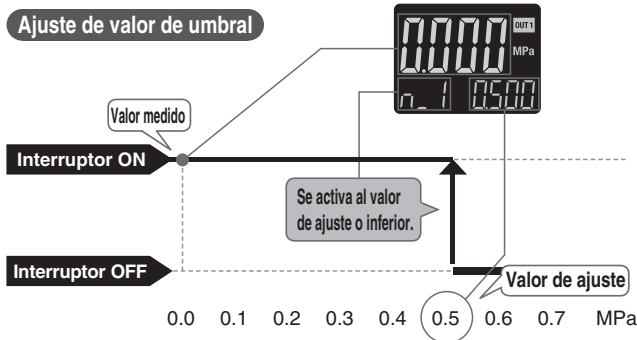 Ajuste de valor de umbral
0.000
OUT1
MPa
n_1
0.500
Valor medido
Interruptor ON
Se activa al valor
de ajuste o inferior.
Interruptor OFF
Valor de ajuste
0.0 0.1 0.2 0.3 0.4 0.5 0.6 0.7 MPa